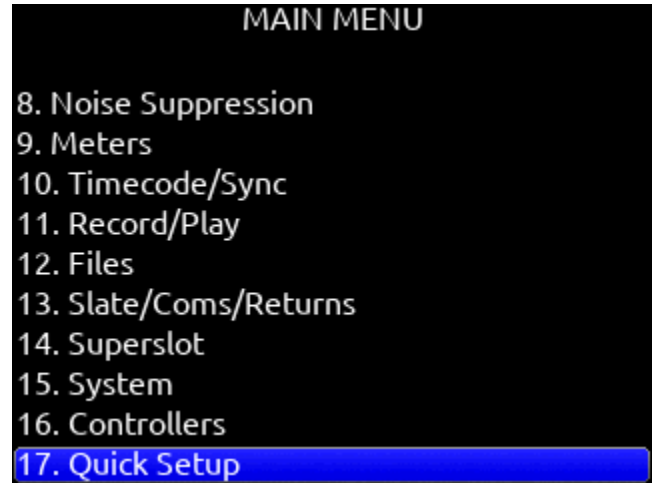 MAIN MENU
8. Noise Suppression
9. Meters
10. Timecode/Sync
11. Record/Play
12. Files
13. Slate/Coms/Returns
14. Superslot
15. System
16. Controllers
17. Quick Setup